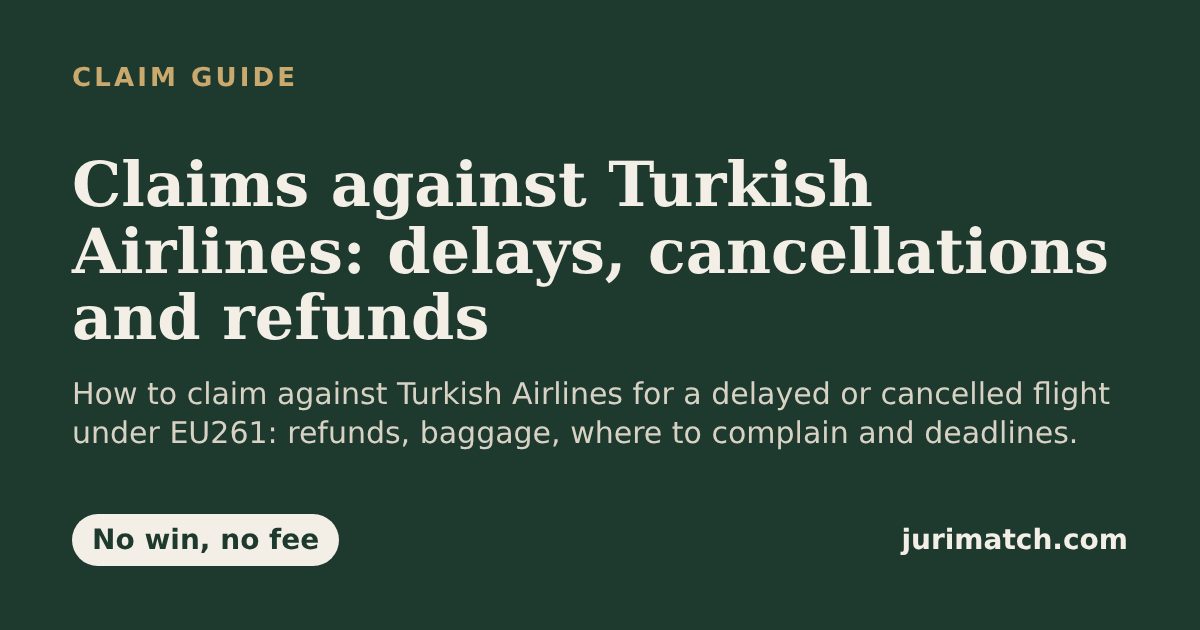 CLAIM GUIDE
Claims against Turkish
Airlines: delays, cancellations
and refunds
How to claim against Turkish Airlines for a delayed or cancelled flight
under EU261: refunds, baggage, where to complain and deadlines.
No win, no fee
jurimatch.com